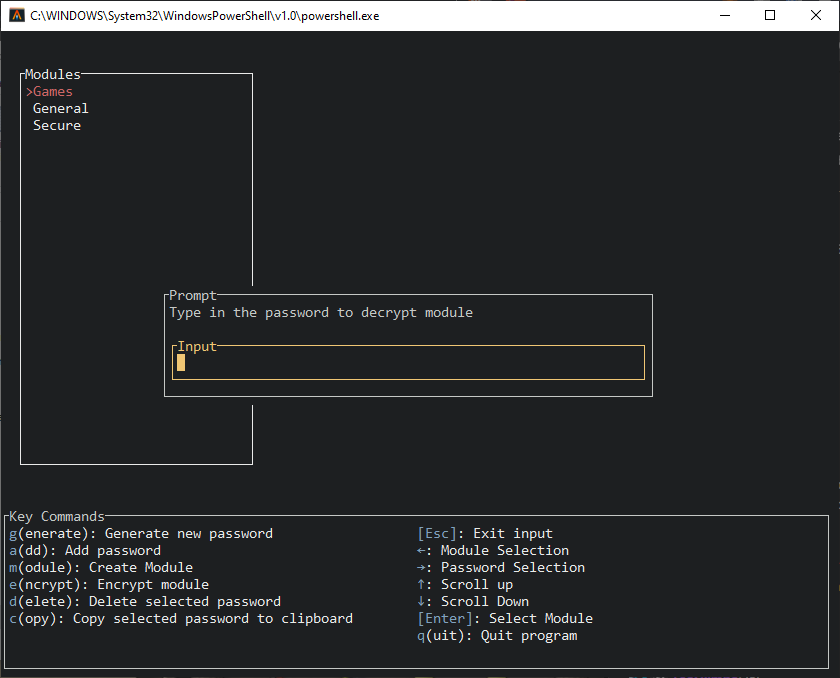 C:\WINDOWS\System32\WindowsPowerShell\v1.0\powershell.exe
Modules
>Games
General
Secure
Prompt
Type in the password to decrypt module
Input
Key Commands
g(enerate): Generate new password
a(dd): Add password
m(odule): Create Module
e(ncrypt): Encrypt module
d(elete): Delete selected password
c(opy): Copy selected password to clipboard
[Esc]: Exit input
←: Module Selection
→: Password Selection
↑: Scroll up
↓: Scroll Down
[Enter]: Select Module
q(uit): Quit program